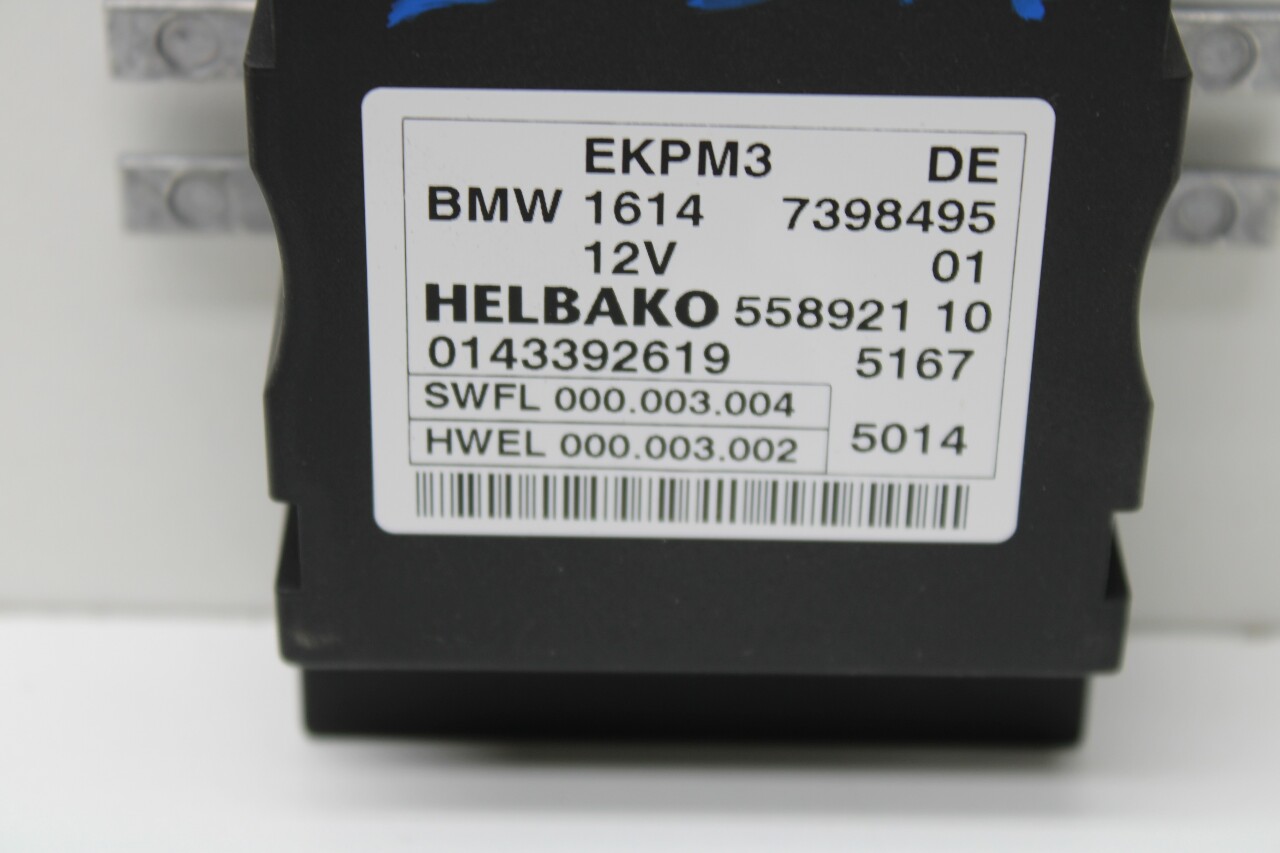 EKPM3 DE
BMW 1614 7398495
12V 01
HELBAKO 558921 10
0143392619 5167
SWFL 000.003.004
HWEL 000.003.002 5014